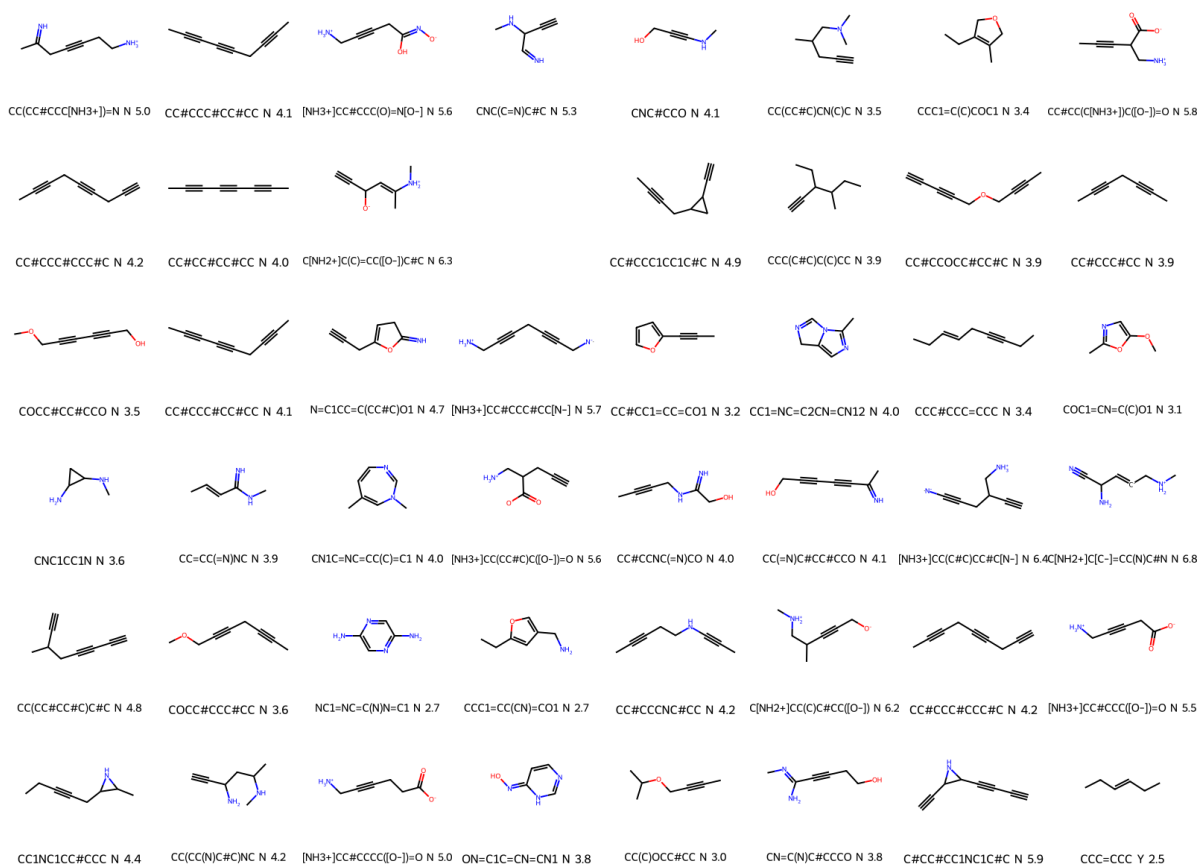 CC(CC#CCC[NH3+])=N N 5.0
CC#CCC#CC#CC N 4.1
[NH3+]CC#CCC(O)=N[O-] N 5.6
CNC(C=N)C#C N 5.3
CNC#CCO N 4.1
CC(CC#C)CN(C)C N 3.5
CCC1=C(C)COC1 N 3.4
CC#CC(C[NH3+])C([O-])=O N 5.8
CC#CCC#CCC#C N 4.2
CC#CC#CC#CC N 4.0
C[NH2+]C(C)=CC([O-])C#C N 6.3
CC#CCC1CC1C#C N 4.9
CCC(C#C)C(C)CC N 3.9
CC#CCOCC#CC#C N 3.9
CC#CCC#CC N 3.9
COCC#CC#CCO N 3.5
CC#CCC#CC#CC N 4.1
N=C1CC=C(CC#C)O1 N 4.7
[NH3+]CC#CCC#CC[N-] N 5.7
CC#CC1=CC=CO1 N 3.2
CC1=NC=C2CN=CN12 N 4.0
CCC#CCC=CCC N 3.4
COC1=CN=C(C)O1 N 3.1
CNC1CC1N N 3.6
CC=CC(=N)NC N 3.9
CN1C=NC=CC(C)=C1 N 4.0
[NH3+]CC(CC#C)C([O-])=O N 5.6
CC#CCNC(=N)CO N 4.0
CC(=N)C#CC#CCO N 4.1
[NH3+]CC(C#C)CC#C[N-] N 6.4
C[NH2+]C[C-]=CC(N)C#N N 6.8
CC(CC#CC#C)C#C N 4.8
COCC#CCC#CC N 3.6
NC1=NC=C(N)N=C1 N 2.7
CCC1=CC(CN)=CO1 N 2.7
CC#CCCNC#CC N 4.2
C[NH2+]CC(C)C#CC([O-]) N 6.2
CC#CCC#CCC#C N 4.2
[NH3+]CC#CCC([O-])=O N 5.5
CC1NC1CC#CCC N 4.4
CC(CC(N)C#C)NC N 4.2
[NH3+]CC#CCCC([O-])=O N 5.0
ON=C1C=CN=CN1 N 3.8
CC(C)OCC#CC N 3.0
CN=C(N)C#CCCO N 3.8
C#CC#CC1NC1C#C N 5.9
CCC=CCC Y 2.5